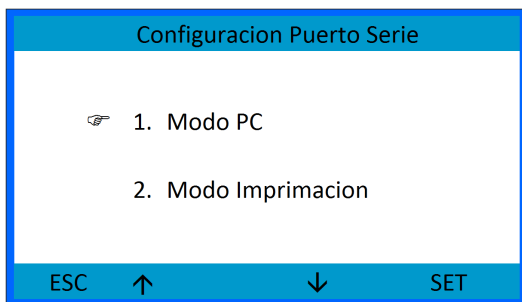 Configuracion Puerto Serie
☞ 1. Modo PC
2. Modo Imprimacion
ESC ↑ ↓ SET